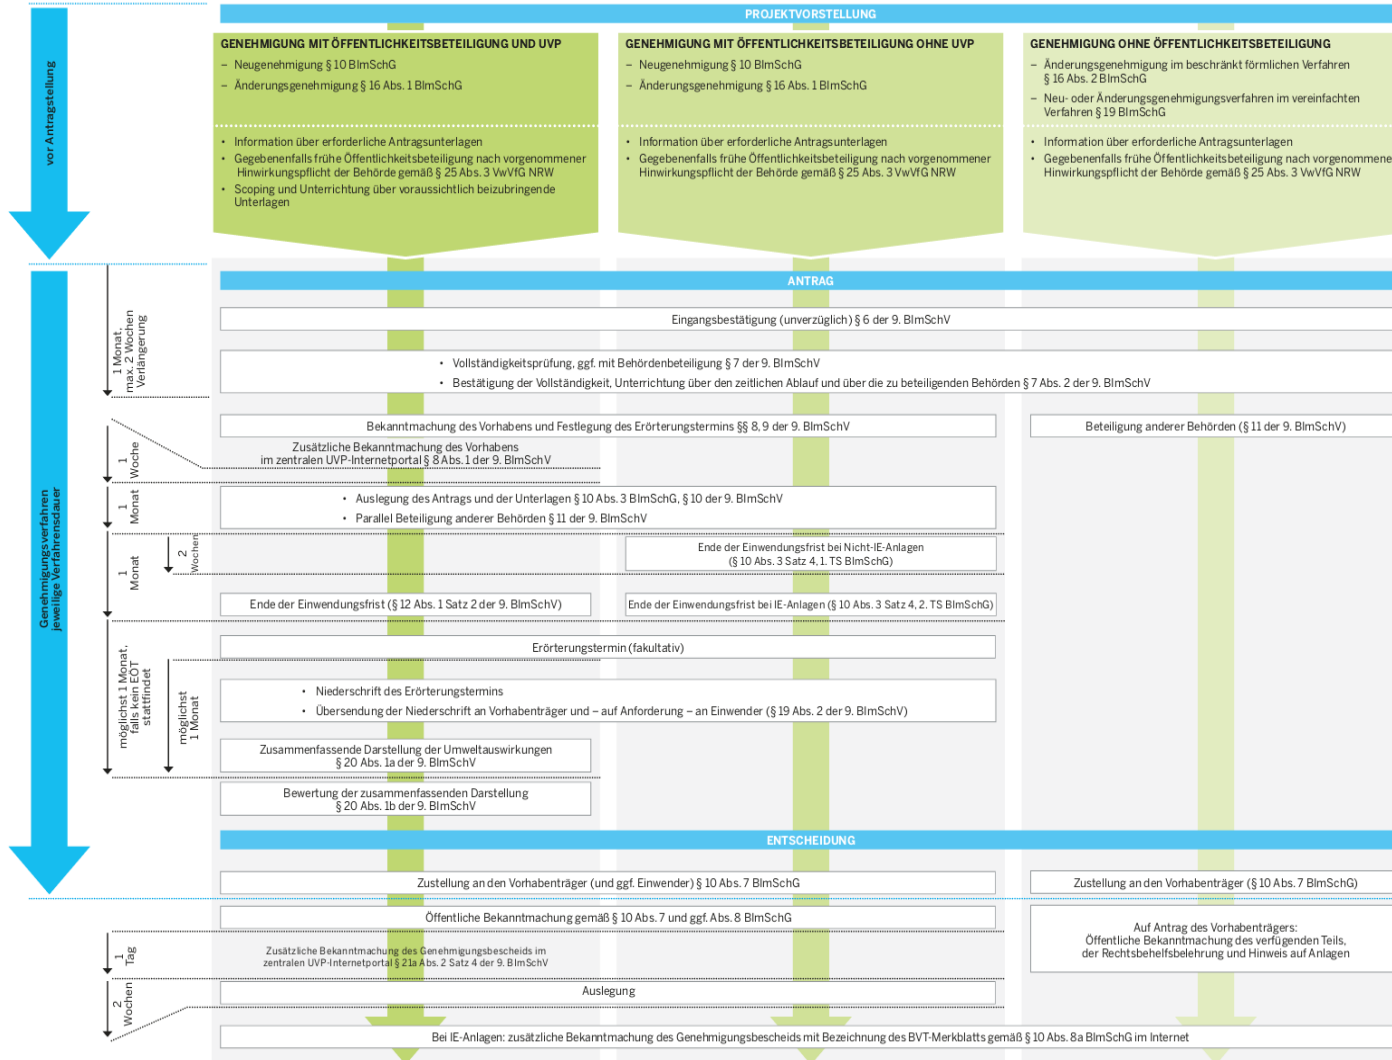 PROJEKTVORSTELLUNG
vor Antragstellung
GENEHMIGUNG MIT ÖFFENTLICHKEITSBETEILIGUNG UND UVP
– Neugenehmigung § 10 BImSchG
– Änderungsgenehmigung § 16 Abs. 1 BImSchG
• Information über erforderliche Antragsunterlagen
• Gegebenenfalls frühe Öffentlichkeitsbeteiligung nach vorgenommener
Hinwirkungspflicht der Behörde gemäß § 25 Abs. 3 VwVfG NRW
• Scoping und Unterrichtung über voraussichtlich beizubringende
Unterlagen
GENEHMIGUNG MIT ÖFFENTLICHKEITSBETEILIGUNG OHNE UVP
– Neugenehmigung § 10 BImSchG
– Änderungsgenehmigung § 16 Abs. 1 BImSchG
• Information über erforderliche Antragsunterlagen
• Gegebenenfalls frühe Öffentlichkeitsbeteiligung nach vorgenommener
Hinwirkungspflicht der Behörde gemäß § 25 Abs. 3 VwVfG NRW
GENEHMIGUNG OHNE ÖFFENTLICHKEITSBETEILIGUNG
– Änderungsgenehmigung im beschränkt förmlichen Verfahren
§ 16 Abs. 2 BImSchG
– Neu- oder Änderungsgenehmigungsverfahren im vereinfachten
Verfahren § 19 BImSchG
• Information über erforderliche Antragsunterlagen
• Gegebenenfalls frühe Öffentlichkeitsbeteiligung nach vorgenommene
Hinwirkungspflicht der Behörde gemäß § 25 Abs. 3 VwVfG NRW
Genehmigungsverfahren
jeweilige Verfahrensdauer
ANTRAG
1 Monat,
max. 2 Wochen
Verlängerung
Eingangsbestätigung (unverzüglich) § 6 der 9. BImSchV
• Vollständigkeitsprüfung, ggf. mit Behördenbeteiligung § 7 der 9. BImSchV
• Bestätigung der Vollständigkeit, Unterrichtung über den zeitlichen Ablauf und über die zu beteiligenden Behörden § 7 Abs. 2 der 9. BImSchV
Bekanntmachung des Vorhabens und Festlegung des Erörterungstermins §§ 8, 9 der 9. BImSchV
Beteiligung anderer Behörden (§ 11 der 9. BImSchV)
1
Woche
Zusätzliche Bekanntmachung des Vorhabens
im zentralen UVP-Internetportal § 8 Abs. 1 der 9. BImSchV
1
Monat
• Auslegung des Antrags und der Unterlagen § 10 Abs. 3 BImSchG, § 10 der 9. BImSchV
• Parallel Beteiligung anderer Behörden § 11 der 9. BImSchV
1
Monat
2
Wochen
Ende der Einwendungsfrist bei Nicht-IE-Anlagen
(§ 10 Abs. 3 Satz 4, 1. TS BImSchG)
Ende der Einwendungsfrist (§ 12 Abs. 1 Satz 2 der 9. BImSchV)
Ende der Einwendungsfrist bei IE-Anlagen (§ 10 Abs. 3 Satz 4, 2. TS BImSchG)
möglichst 1 Monat,
falls kein EÖT
stattfindet
Erörterungstermin (fakultativ)
möglichst
1 Monat
• Niederschrift des Erörterungstermins
• Übersendung der Niederschrift an Vorhabenträger und – auf Anforderung – an Einwender (§ 19 Abs. 2 der 9. BImSchV)
Zusammenfassende Darstellung der Umweltauswirkungen
§ 20 Abs. 1a der 9. BImSchV
Bewertung der zusammenfassenden Darstellung
§ 20 Abs. 1b der 9. BImSchV
ENTSCHEIDUNG
Zustellung an den Vorhabenträger (und ggf. Einwender) § 10 Abs. 7 BImSchG
Zustellung an den Vorhabenträger (§ 10 Abs. 7 BImSchG)
Öffentliche Bekanntmachung gemäß § 10 Abs. 7 und ggf. Abs. 8 BImSchG
Auf Antrag des Vorhabenträgers:
Öffentliche Bekanntmachung des verfügenden Teils,
der Rechtsbehelfsbelehrung und Hinweis auf Anlagen
1
Tag
Zusätzliche Bekanntmachung des Genehmigungsbescheids im
zentralen UVP-Internetportal § 21a Abs. 2 Satz 4 der 9. BImSchV
2
Wochen
Auslegung
Bei IE-Anlagen: zusätzliche Bekanntmachung des Genehmigungsbescheids mit Bezeichnung des BVT-Merkblatts gemäß § 10 Abs. 8a BImSchG im Internet